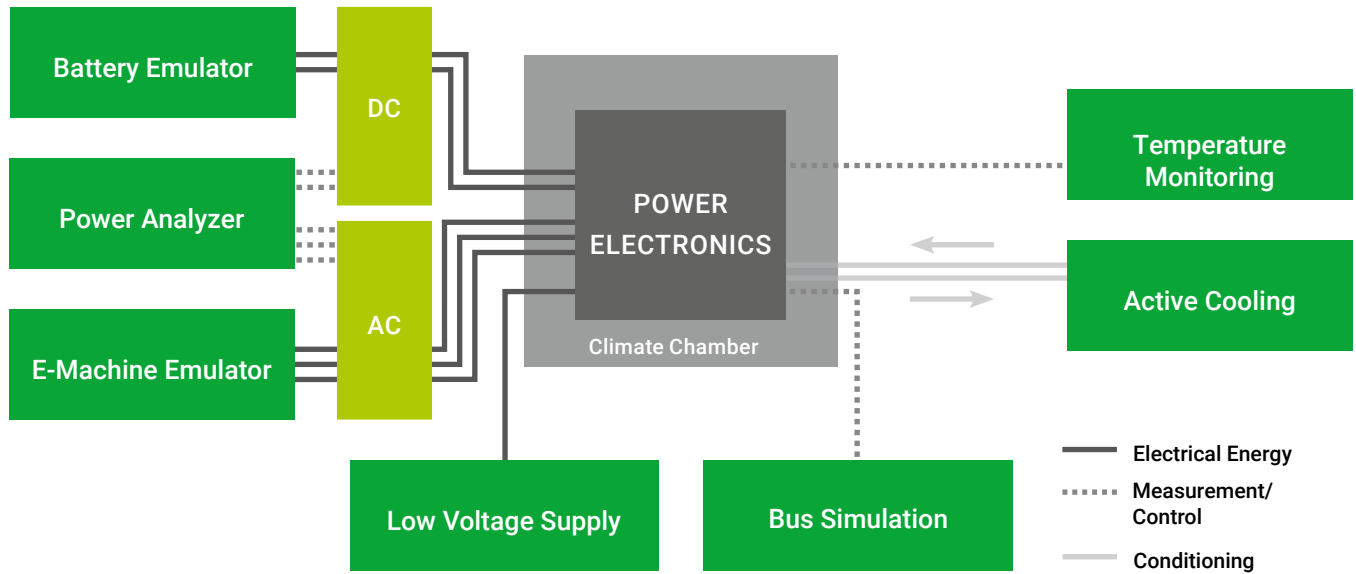 Battery Emulator
DC
Power Analyzer
E-Machine Emulator
AC
POWER
ELECTRONICS
Climate Chamber
Temperature
Monitoring
Active Cooling
Low Voltage Supply
Bus Simulation
Electrical Energy
Measurement/
Control
Conditioning